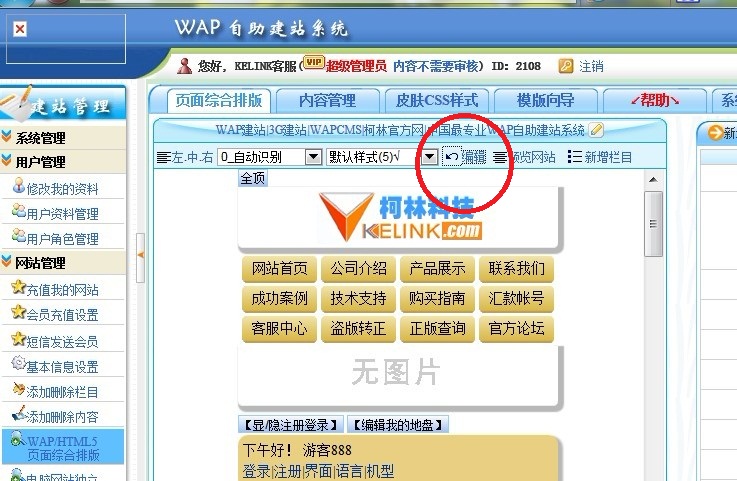 WAP 自助建站系统
您好，KELINK客服(VIP超级管理员 内容不需要审核) ID: 2108 注销
建站管理
页面综合排版 内容管理 皮肤CSS样式 模版向导 ↙帮助↘ 系
WAP建站|3G建站|WAPCMS|柯林官方网|中国最专业WAP自助建站系统
左.中.右 0_自动识别 默认样式(5)√ 编辑 预览网站 新增栏目
全顶
柯林科技
KELINK.com
网站首页 公司介绍 产品展示 联系我们
成功案例 技术支持 购买指南 汇款帐号
客服中心 盗版转正 正版查询 官方论坛
无图片
【显/隐注册登录】 【编辑我的地盘】
下午好！ 游客888
登录|注册|界面|语言|机型
系统管理
用户管理
修改我的资料
用户资料管理
用户角色管理
网站管理
充值我的网站
会员充值设置
短信发送会员
基本信息设置
添加删除栏目
添加删除内容
WAP/HTML5
页面综合排版
电脑网站独立
新